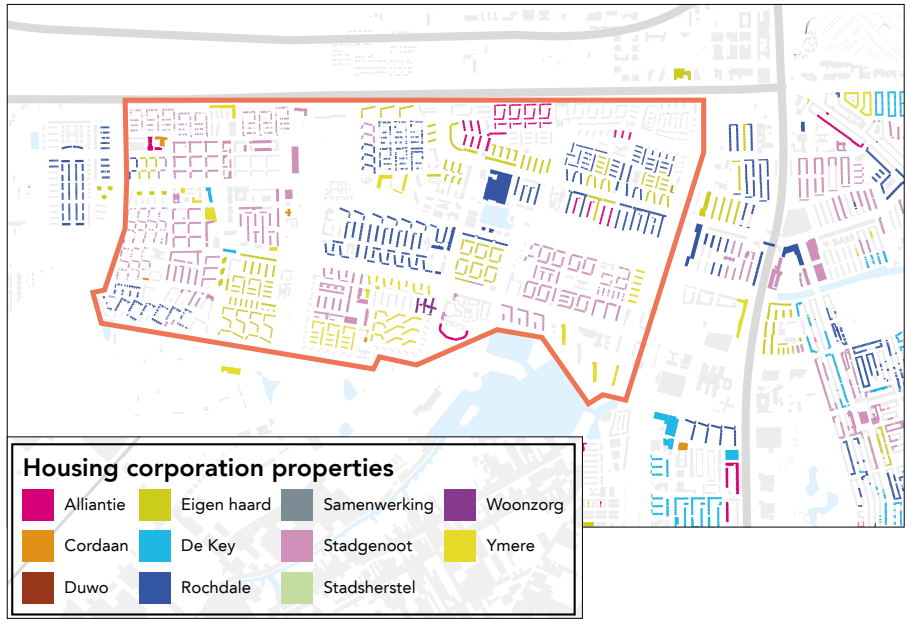 Housing corporation properties
Alliantie Eigen haard Samenwerking Woonzorg
Cordaan De Key Stadgenoot Ymere
Duwo Rochdale Stadsherstel